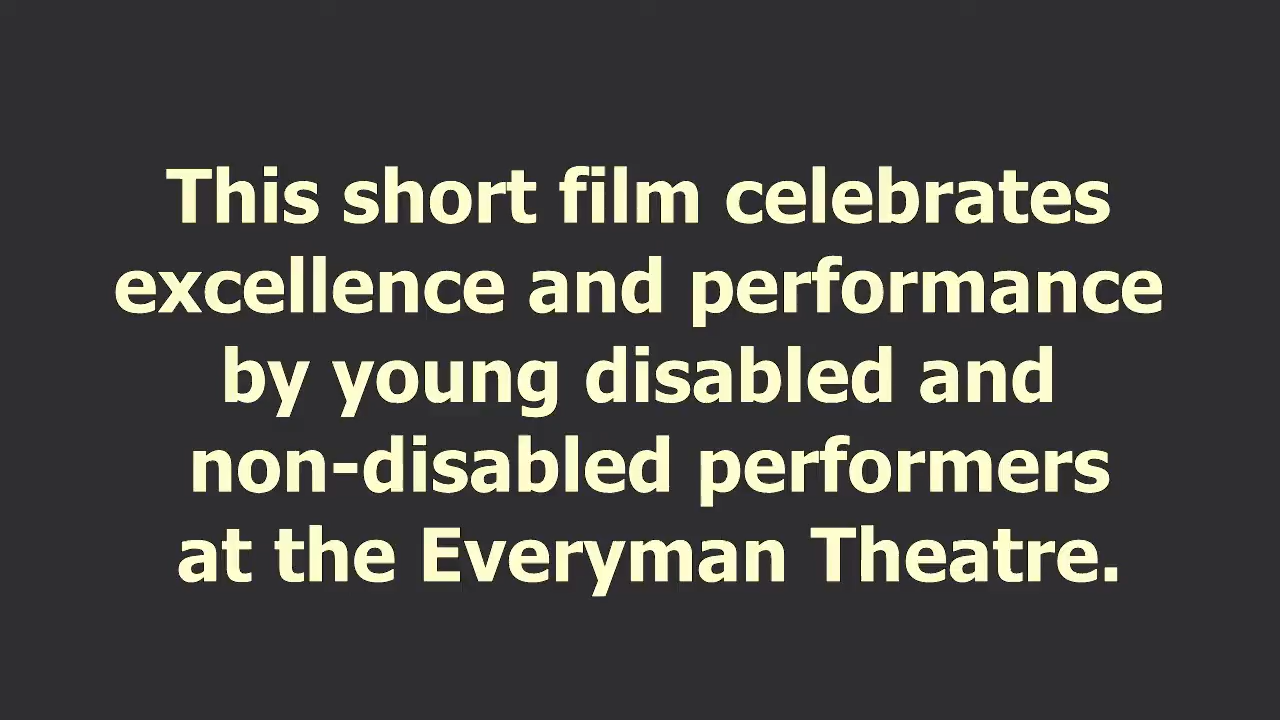 This short film celebrates
excellence and performance
by young disabled and
non-disabled performers
at the Everyman Theatre.